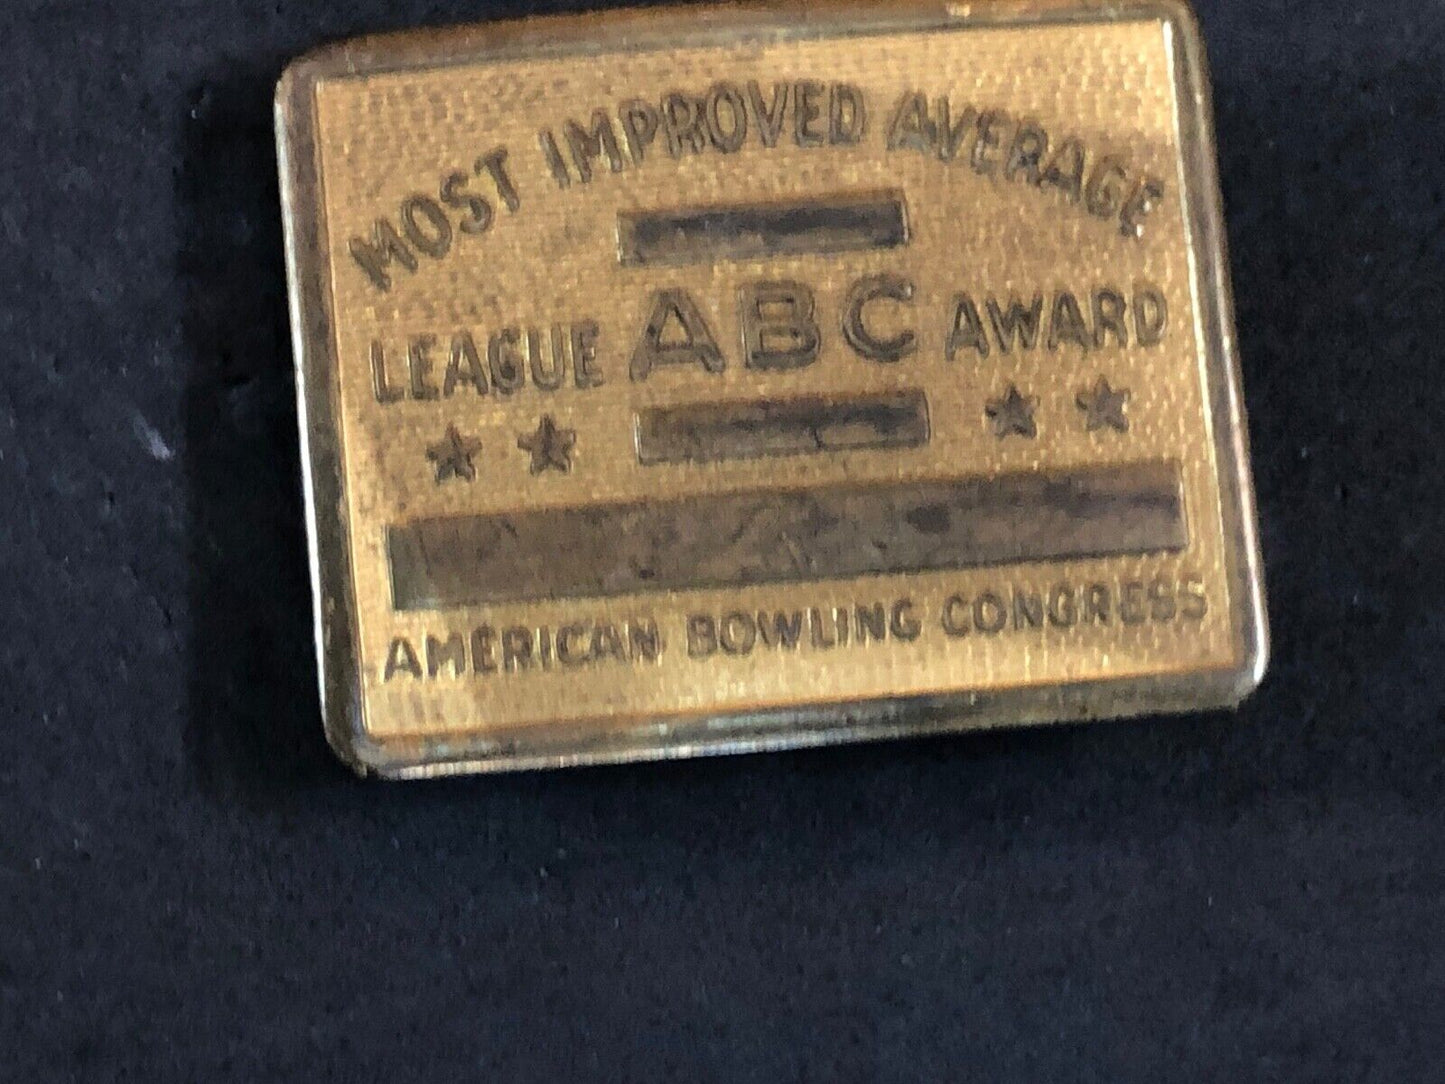 MOST IMPROVED AVERAGE
LEAGUE ABC AWARD
AMERICAN BOWLING CONGRESS